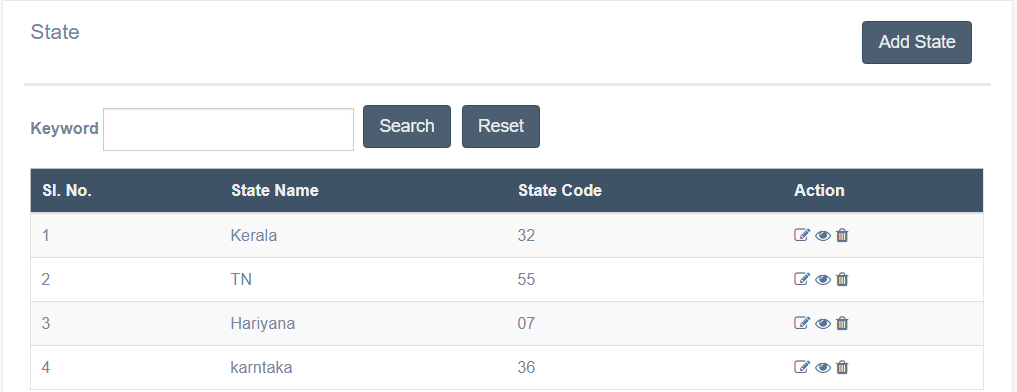 State
Add State
Keyword Search Reset
Sl. No. State Name State Code Action
1 Kerala 32
2 TN 55
3 Hariyana 07
4 karntaka 36